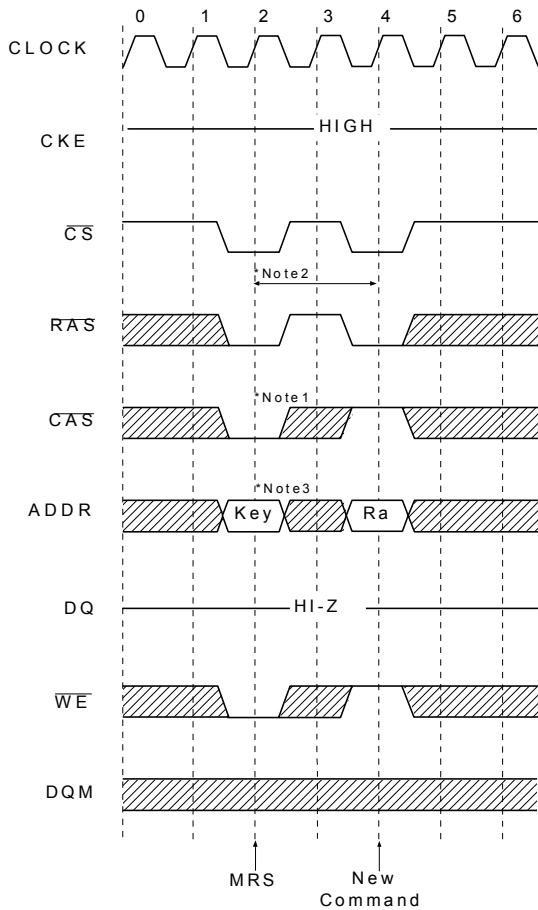 0 1 2 3 4 5 6
CLOCK
HIGH
CKE
CS
*Note2
RAS
*Note1
CAS
*Note3
ADDR
Key
Ra
DQ
HI-Z
WE
DQM
MRS
New
Command